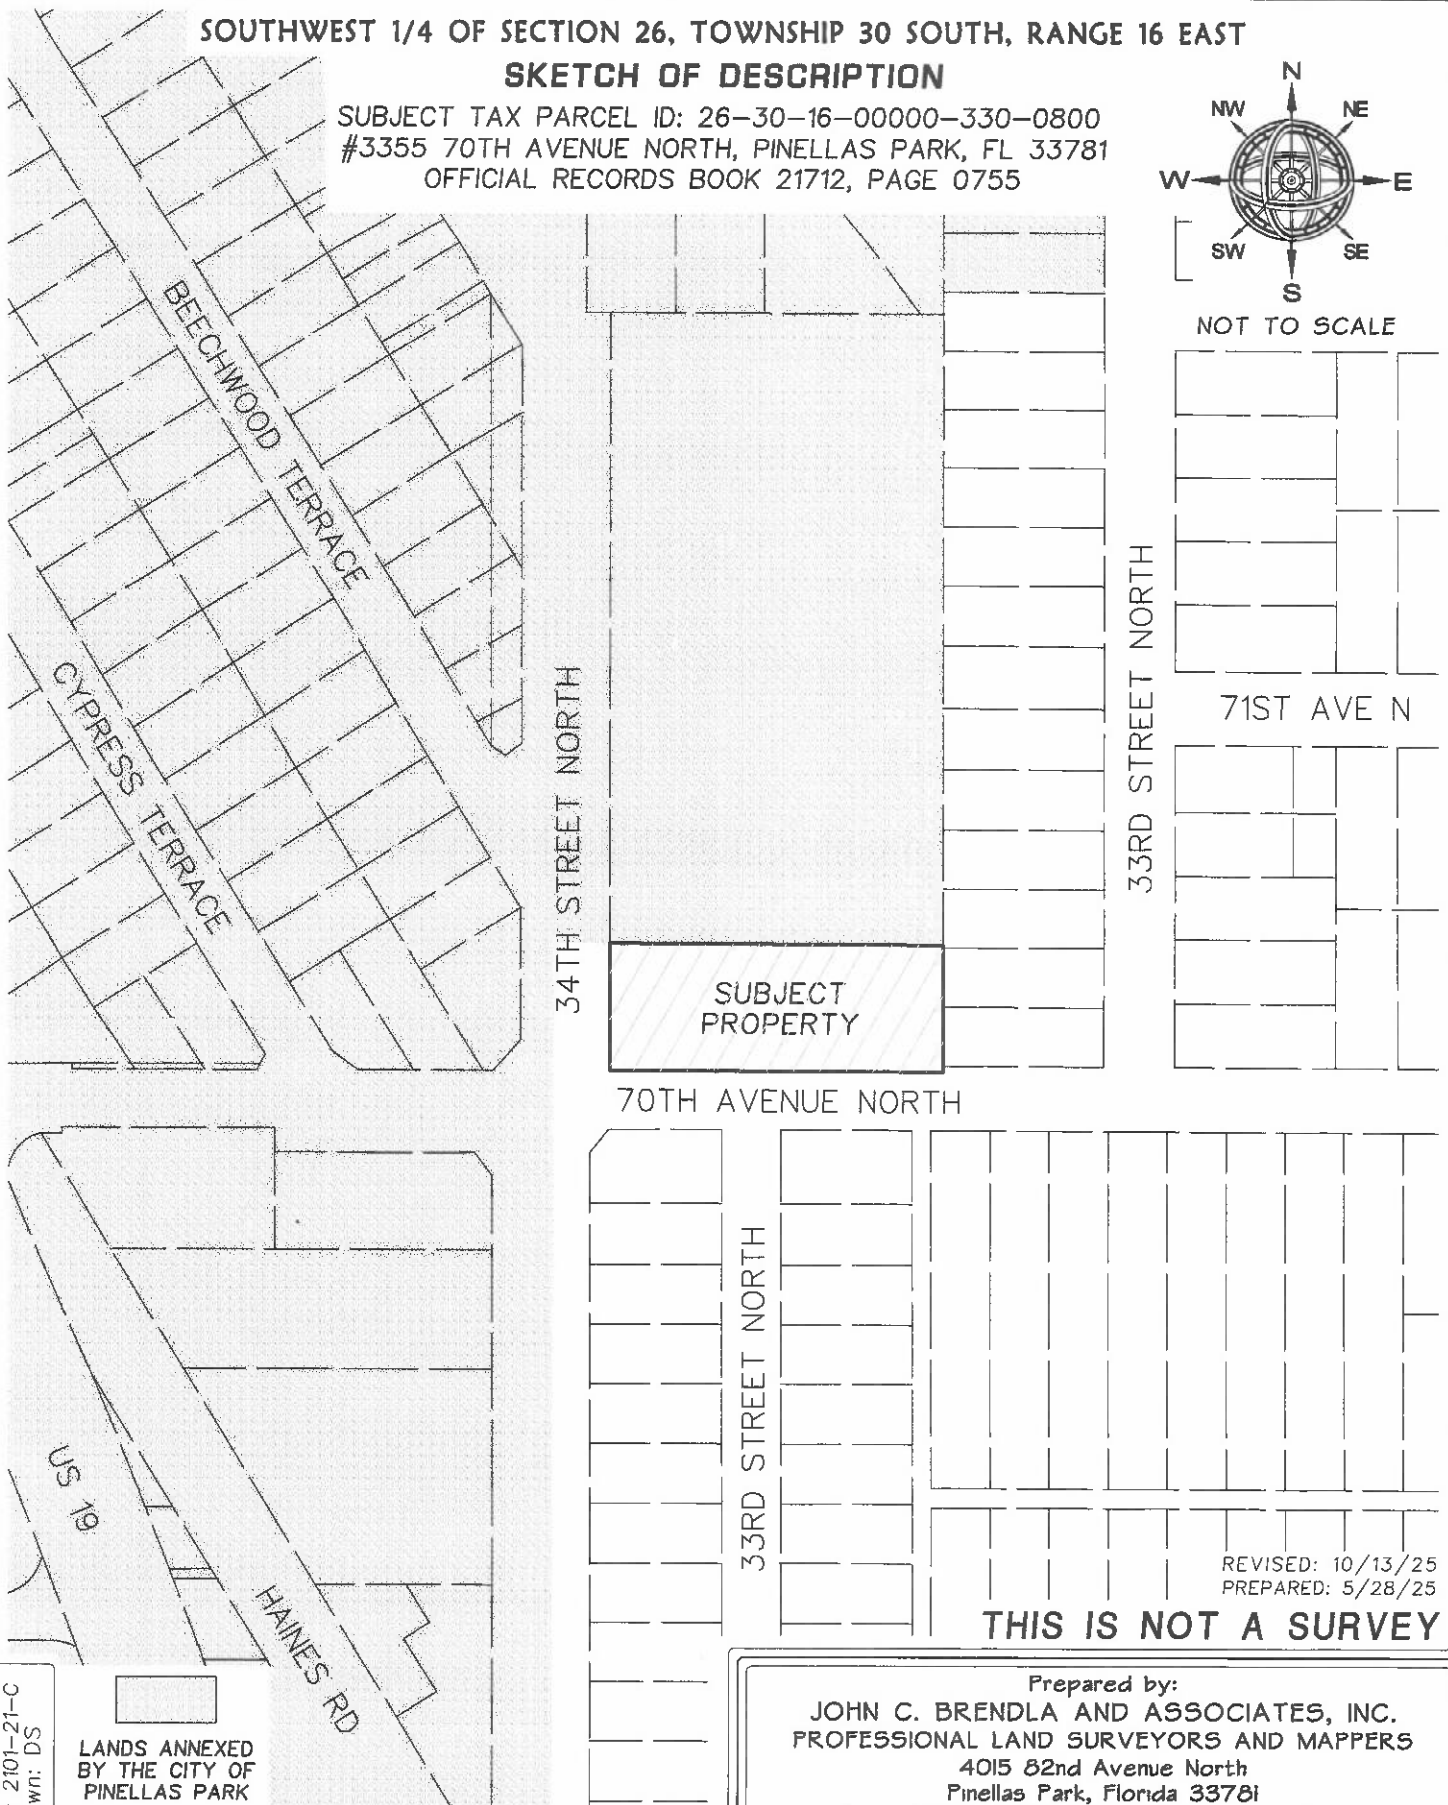 SOUTHWEST 1/4 OF SECTION 26, TOWNSHIP 30 SOUTH, RANGE 16 EAST
SKETCH OF DESCRIPTION
SUBJECT TAX PARCEL ID: 26-30-16-00000-330-0800
#3355 70TH AVENUE NORTH, PINELLAS PARK, FL 33781
OFFICIAL RECORDS BOOK 21712, PAGE 0755
N
NW
NE
W
E
SW
SE
S
NOT TO SCALE
BEECHWOOD TERRACE
CYPRESS TERRACE
34TH STREET NORTH
33RD STREET NORTH
71ST AVE N
SUBJECT
PROPERTY
70TH AVENUE NORTH
33RD STREET NORTH
US 19
HAINES RD
REVISED: 10/13/25
PREPARED: 5/28/25
THIS IS NOT A SURVEY
2101-21-C
wn: DS
LANDS ANNEXED
BY THE CITY OF
PINELLAS PARK
Prepared by:
JOHN C. BRENDLA AND ASSOCIATES, INC.
PROFESSIONAL LAND SURVEYORS AND MAPPERS
4015 82nd Avenue North
Pinellas Park, Florida 33781